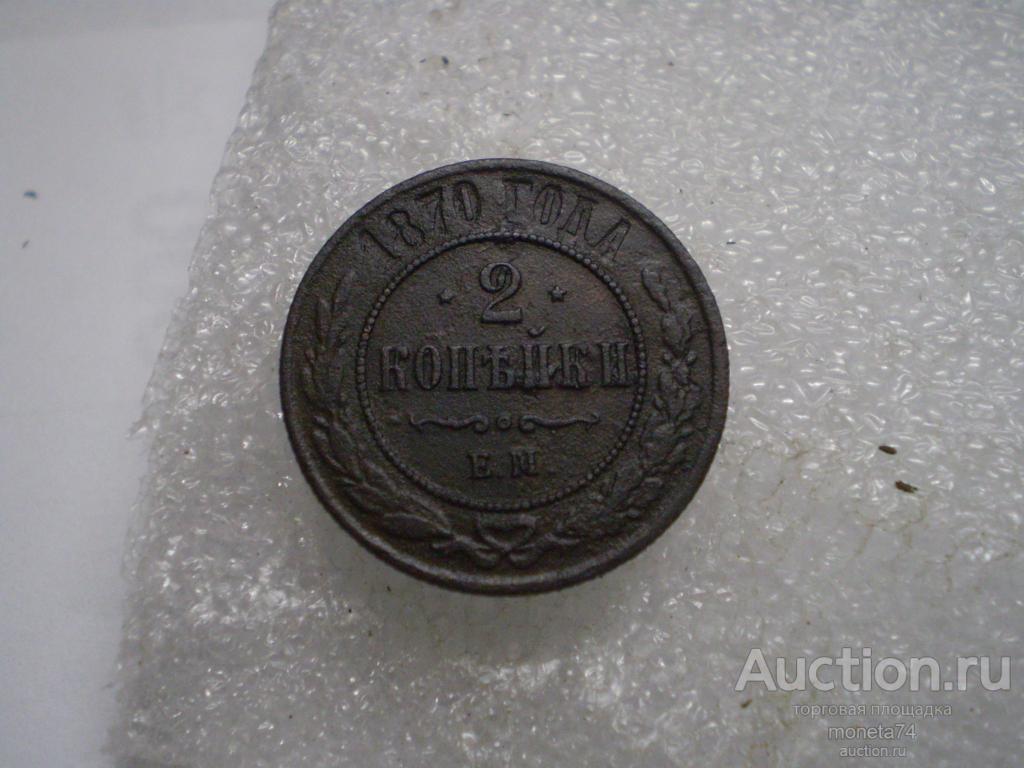 1870 ГОДА
2
КОПѢЙКИ
Е.М.
Auction.ru
торговая площадка
moneta74
auction.ru